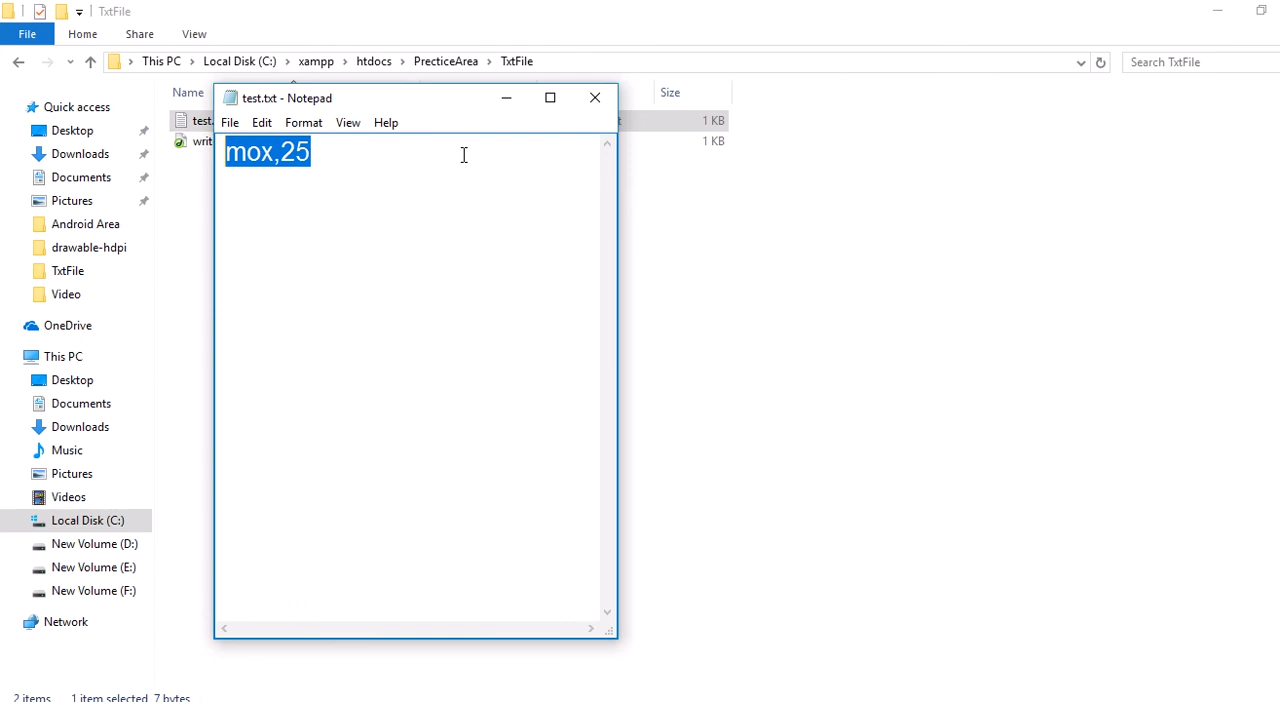 TxtFile
File Home Share View
This PC Local Disk (C:) xampp htdocs PrecticeArea TxtFile
Search TxtFile
Name Size
test. 1 KB
writ 1 KB
Quick access
Desktop
Downloads
Documents
Pictures
Android Area
drawable-hdpi
TxtFile
Video
OneDrive
This PC
Desktop
Documents
Downloads
Music
Pictures
Videos
Local Disk (C:)
New Volume (D:)
New Volume (E:)
New Volume (F:)
Network
test.txt - Notepad
File Edit Format View Help
mox,25
2 items 1 item selected 7 bytes